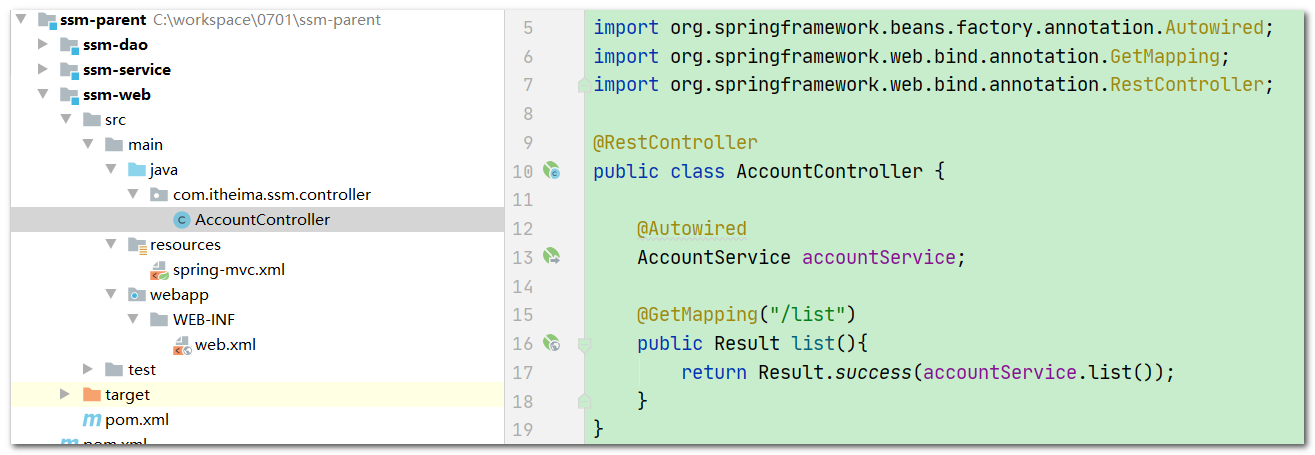 ssm-parent C:\workspace\0701\ssm-parent
ssm-dao
ssm-service
ssm-web
src
main
java
com.itheima.ssm.controller
AccountController
resources
spring-mvc.xml
webapp
WEB-INF
web.xml
test
target
pom.xml
pom.xml
5 import org.springframework.beans.factory.annotation.Autowired;
6 import org.springframework.web.bind.annotation.GetMapping;
7 import org.springframework.web.bind.annotation.RestController;
8
9 @RestController
10 public class AccountController {
11
12 @Autowired
13 AccountService accountService;
14
15 @GetMapping("/list")
16 public Result list(){
17 return Result.success(accountService.list());
18 }
19 }